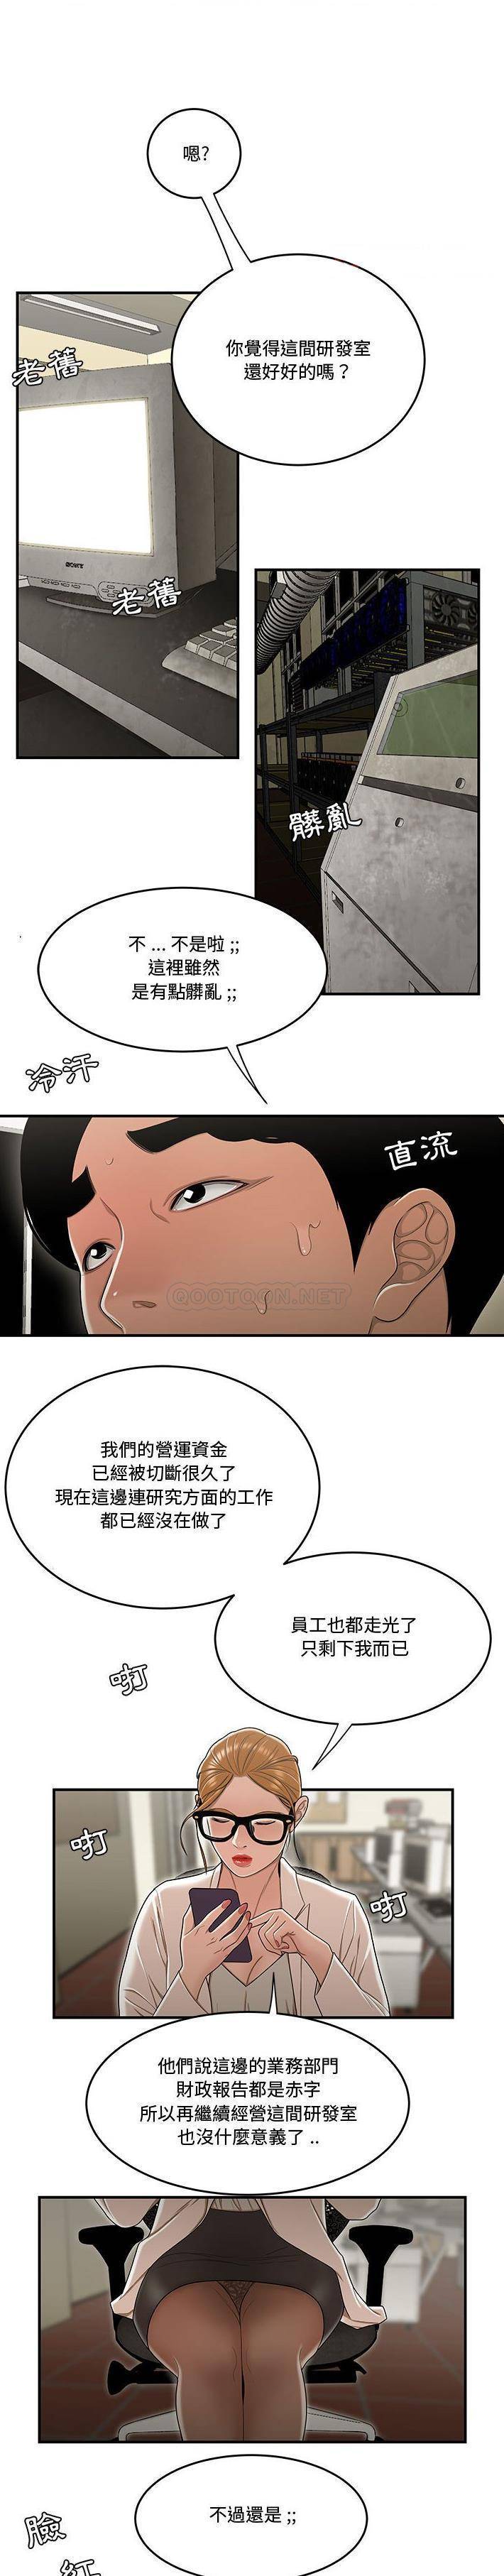 嗯?
你覺得這間研發室
還好好的嗎？
老舊
SONY
老舊
髒亂
不 ... 不是啦 ;;
這裡雖然
是有點髒亂 ;;
冷汗
直流
QOOTOON.NET
我們的營運資金
已經被切斷很久了
現在這邊連研究方面的工作
都已經沒在做了
員工也都走光了
只剩下我而已
咑
咑
咑
他們說這邊的業務部門
財政報告都是赤字
所以再繼續經營這間研發室
也沒什麼意義了 ..
不過還是 ;;
臉
紅